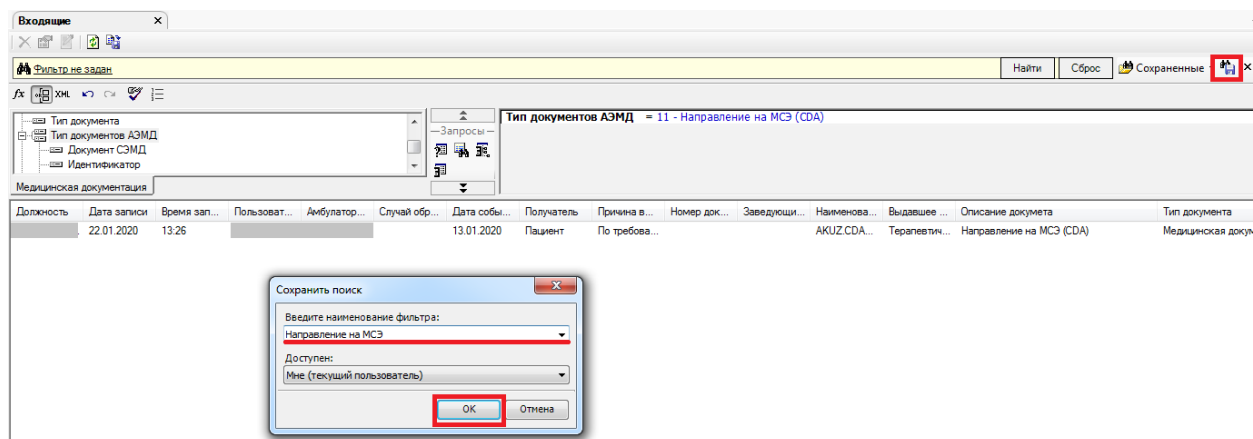 Входящие
Фильтр не задан
Найти Сброс Сохраненные
fx XML
Тип документа
Тип документов АЭМД
Документ СЭМД
Идентификатор
Медицинская документация
Запросы
Тип документов АЭМД = 11 - Направление на МСЭ (CDA)
Должность Дата записи Время зап... Пользоват... Амбулатор... Случай обр... Дата собы... Получатель Причина в... Номер док... Заведующи... Наименова... Выдавшее ... Описание докумета Тип документа
22.01.2020 13:26 13.01.2020 Пациент По требова... AKUZ.CDA... Терапевтич... Направление на МСЭ (CDA) Медицинская докум
Сохранить поиск
Введите наименование фильтра:
Направление на МСЭ
Доступен:
Мне (текущий пользователь)
ОК Отмена